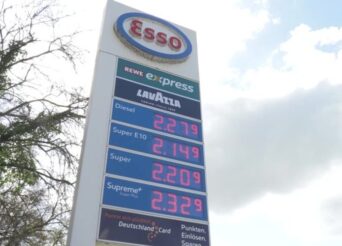 Esso
REWE express
LAVAZZA
Diesel
2.279
Super E10
2.149
Super
2.209
Supreme+
2.329
DeutschlandCard
Punkten,
Einlösen,
Sparen